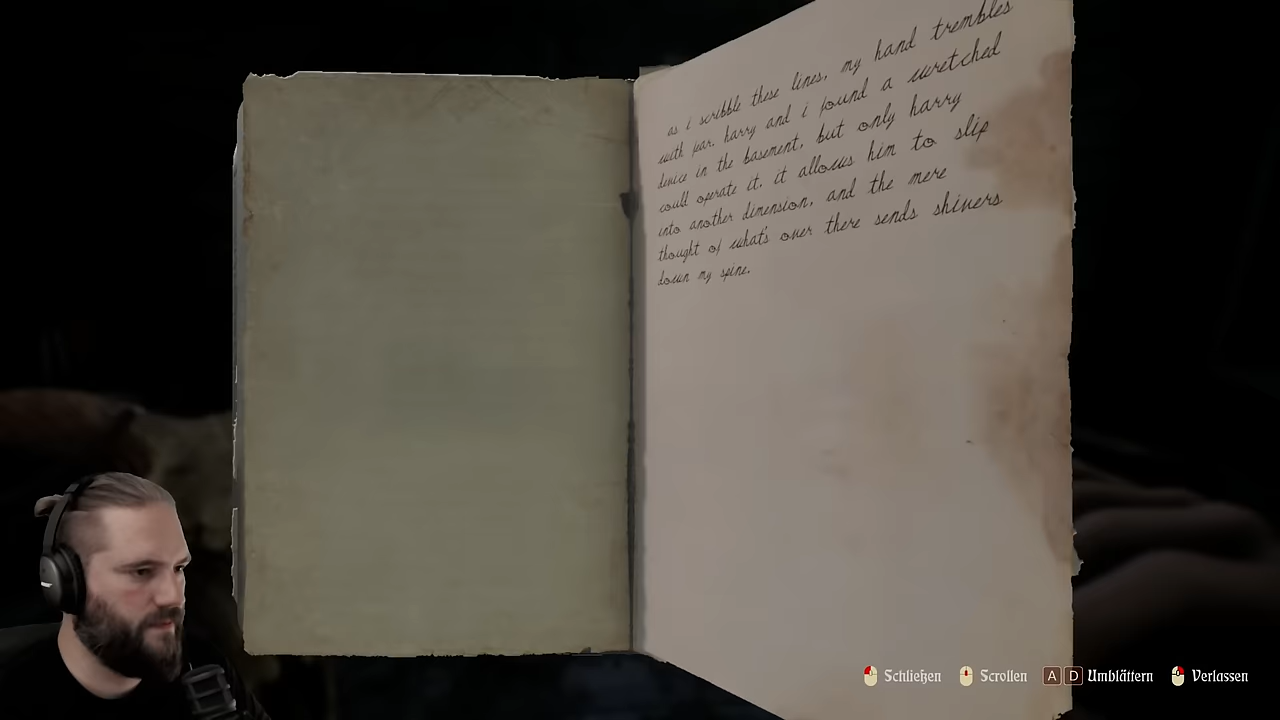 as i scribble these lines, my hand trembles
with fear. harry and i found a wretched
device in the basement, but only harry
could operate it. it allows him to slip
into another dimension, and the mere
thought of what's over there sends shivers
down my spine.
Schließen Scrollen A D Umblättern Verlassen